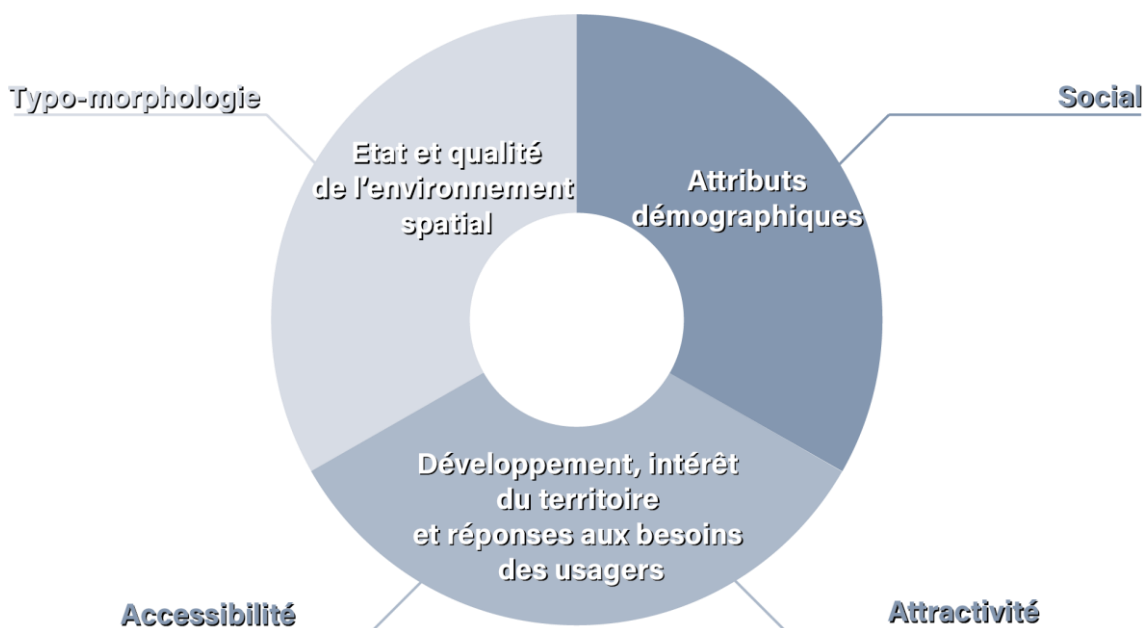 Typo-morphologie
Social
Etat et qualité
de l'environnement
spatial
Attributs
démographiques
Développement, intérêt
du territoire
et réponses aux besoins
des usagers
Accessibilité
Attractivité